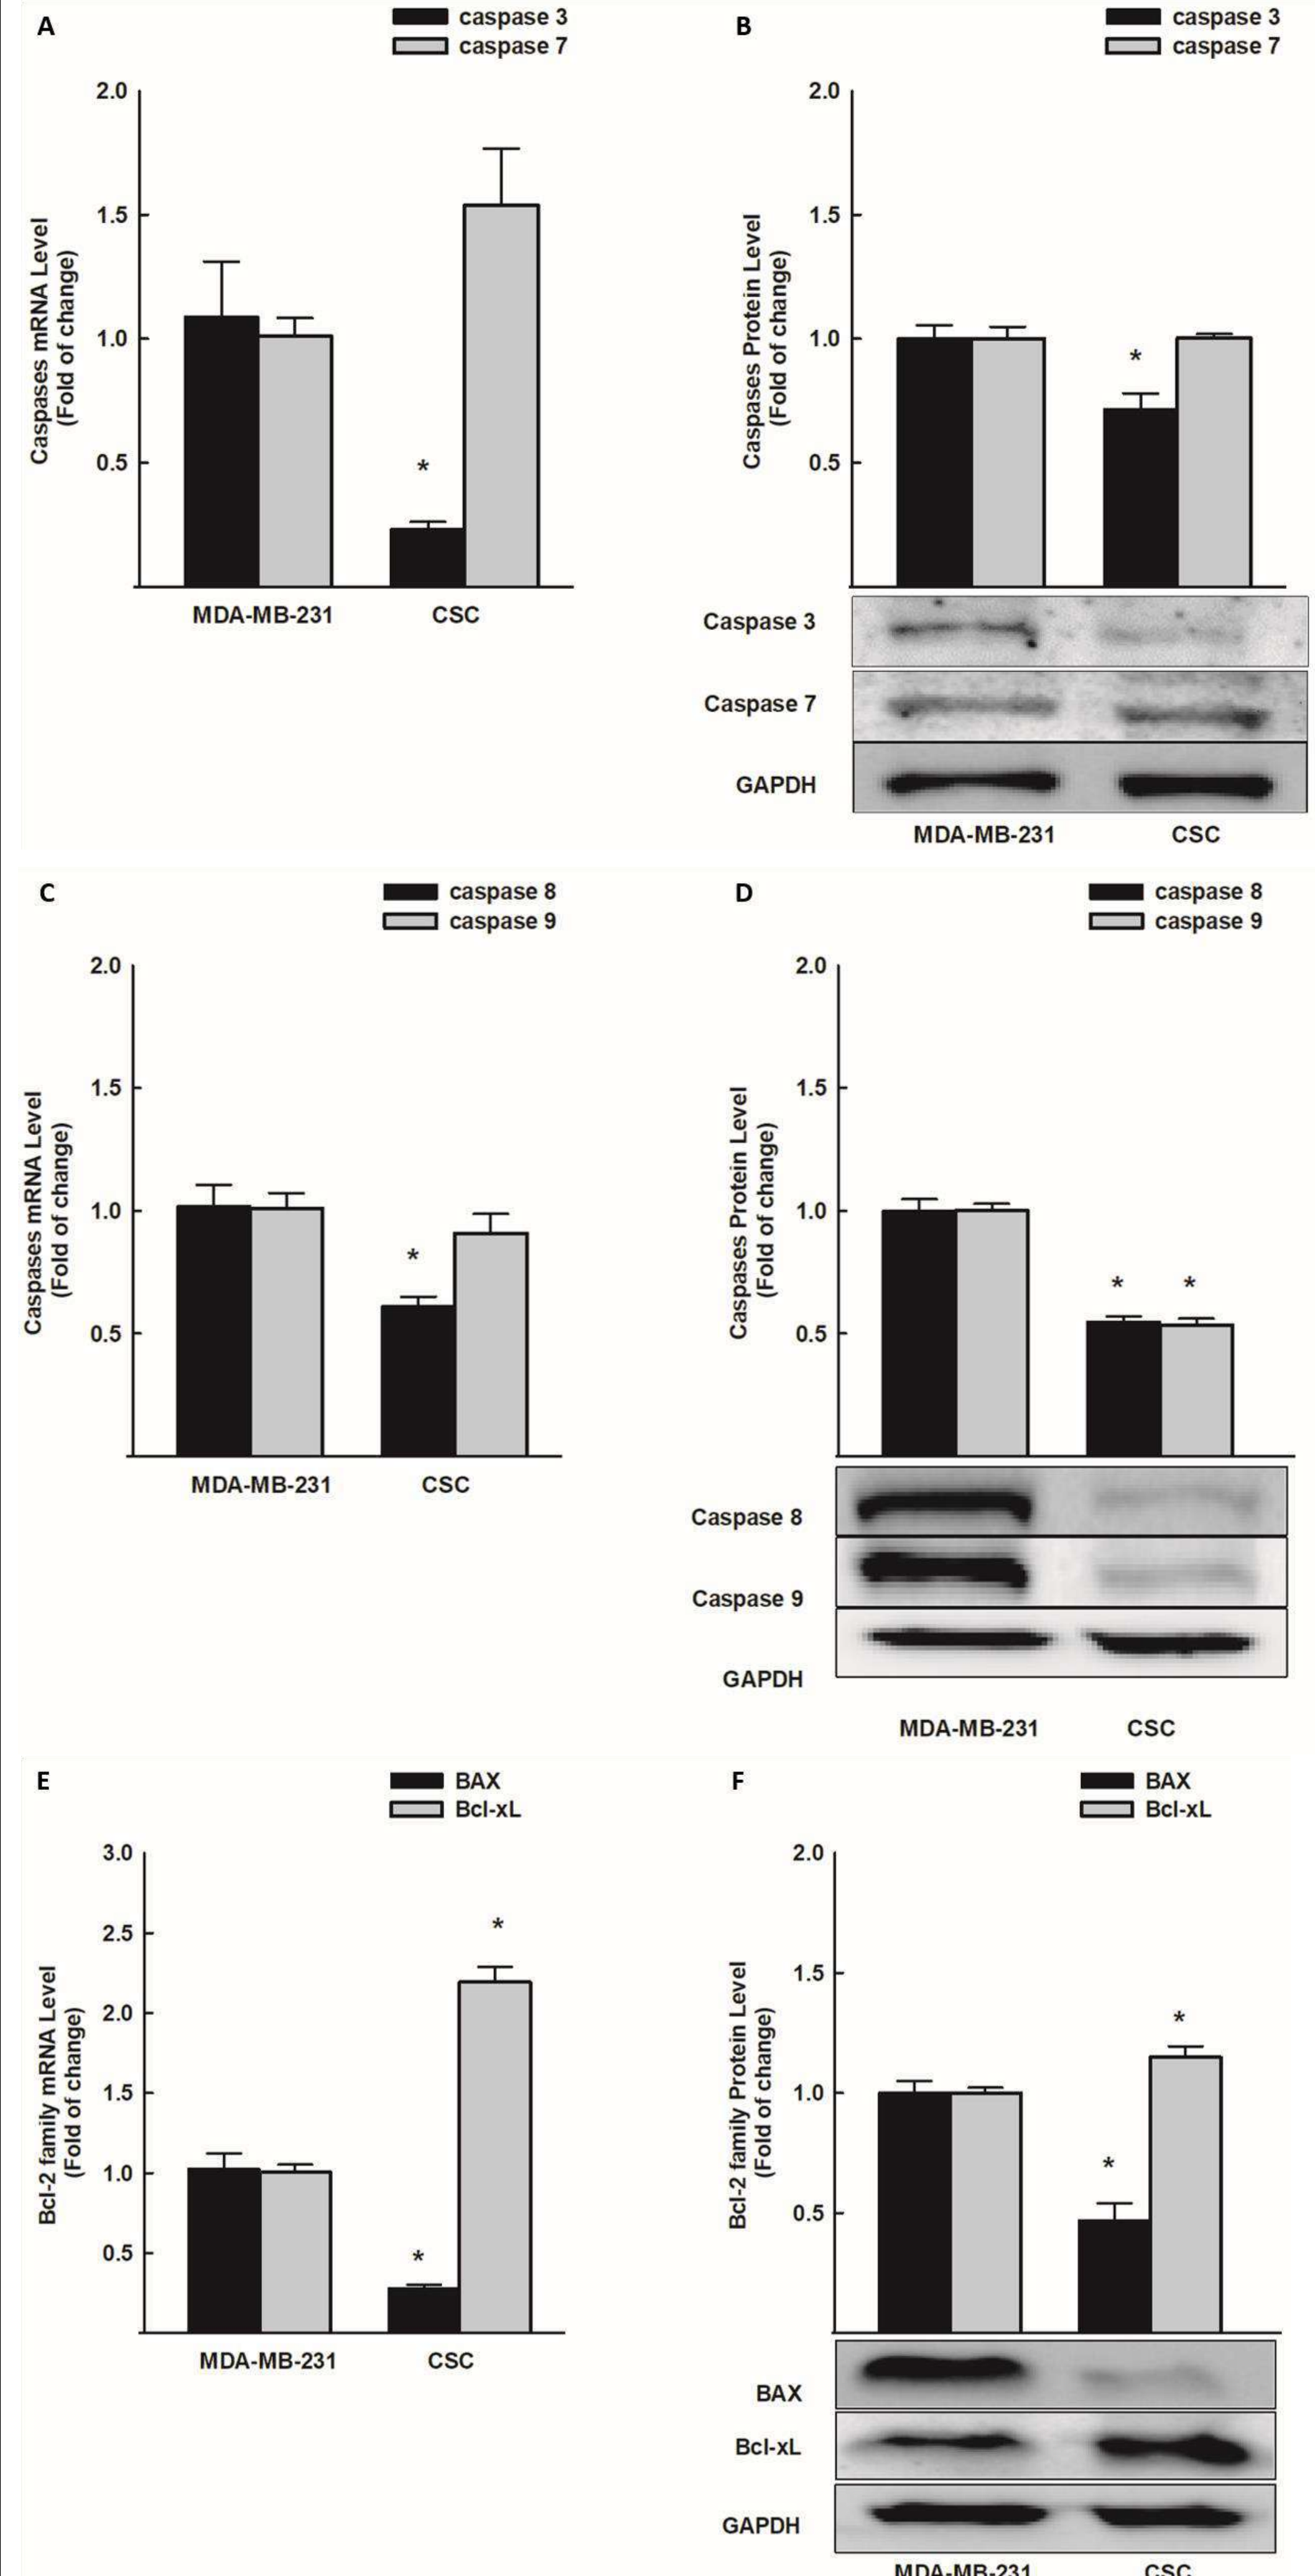 A
caspase 3
caspase 7
2.0
1.5
1.0
0.5
Caspases mRNA Level
(Fold of change)
*
MDA-MB-231 CSC
B
caspase 3
caspase 7
2.0
1.5
1.0
0.5
Caspases Protein Level
(Fold of change)
*
Caspase 3
Caspase 7
GAPDH
MDA-MB-231 CSC
C
caspase 8
caspase 9
2.0
1.5
1.0
0.5
Caspases mRNA Level
(Fold of change)
*
MDA-MB-231 CSC
D
caspase 8
caspase 9
2.0
1.5
1.0
0.5
Caspases Protein Level
(Fold of change)
* *
Caspase 8
Caspase 9
GAPDH
MDA-MB-231 CSC
E
BAX
Bcl-xL
3.0
2.5
2.0
1.5
1.0
0.5
Bcl-2 family mRNA Level
(Fold of change)
*
*
MDA-MB-231 CSC
F
BAX
Bcl-xL
2.0
1.5
1.0
0.5
Bcl-2 family Protein Level
(Fold of change)
*
*
BAX
Bcl-xL
GAPDH
MDA-MB-231 CSC